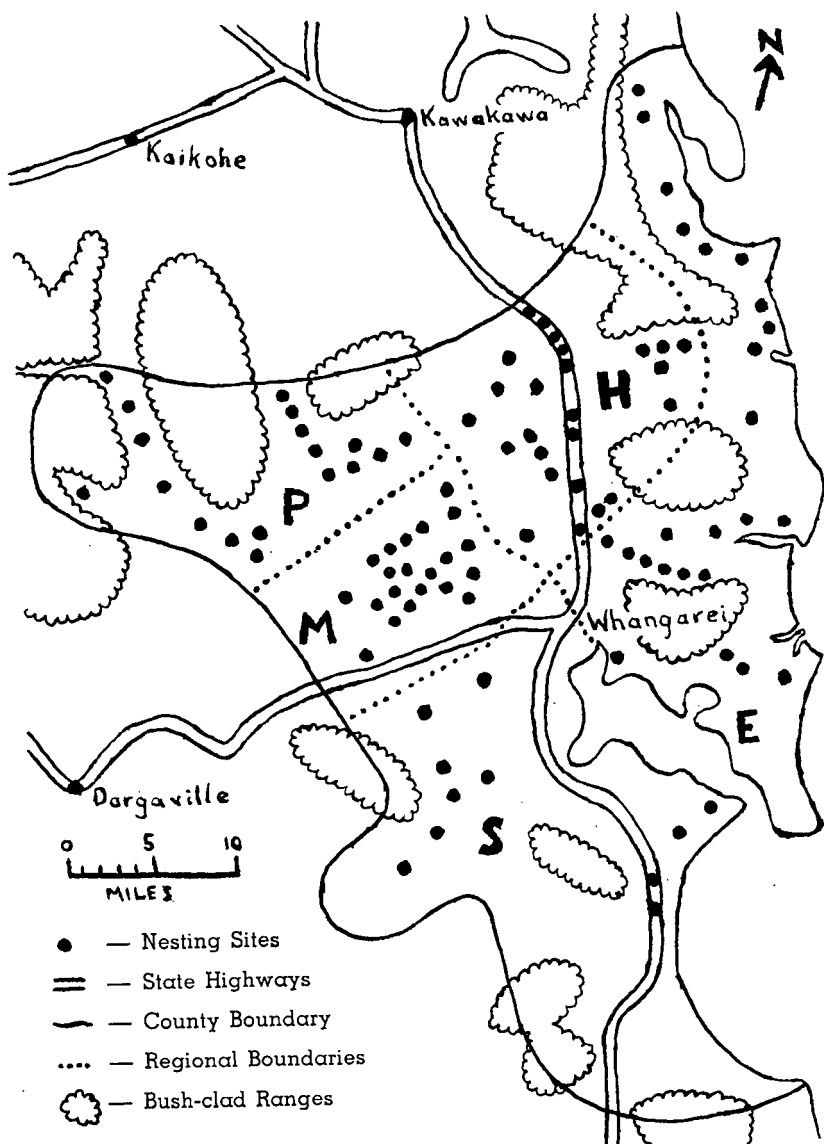 N
Kawakawa
Kaikohe
H
P
M
Whangarei
E
Dargaville
S
0 5 10
MILES
— Nesting Sites
— State Highways
— County Boundary
— Regional Boundaries
— Bush-clad Ranges